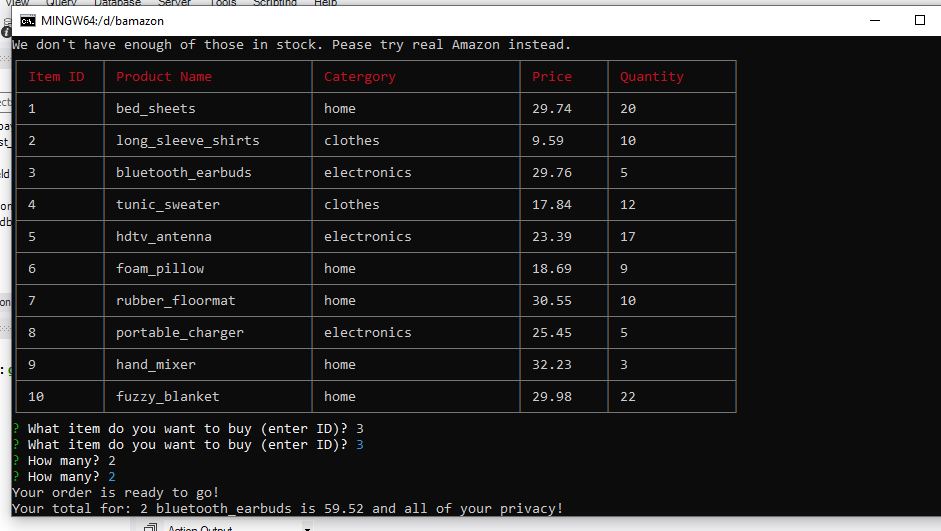 View Query Database Server Tools Scripting Help
MINGW64:/d/bamazon
We don't have enough of those in stock. Pease try real Amazon instead.
Item ID Product Name Catergory Price Quantity
1 bed_sheets home 29.74 20
2 long_sleeve_shirts clothes 9.59 10
3 bluetooth_earbuds electronics 29.76 5
4 tunic_sweater clothes 17.84 12
5 hdtv_antenna electronics 23.39 17
6 foam_pillow home 18.69 9
7 rubber_floormat home 30.55 10
8 portable_charger electronics 25.45 5
9 hand_mixer home 32.23 3
10 fuzzy_blanket home 29.98 22
? What item do you want to buy (enter ID)? 3
? What item do you want to buy (enter ID)? 3
? How many? 2
? How many? 2
Your order is ready to go!
Your total for: 2 bluetooth_earbuds is 59.52 and all of your privacy!
Action Output